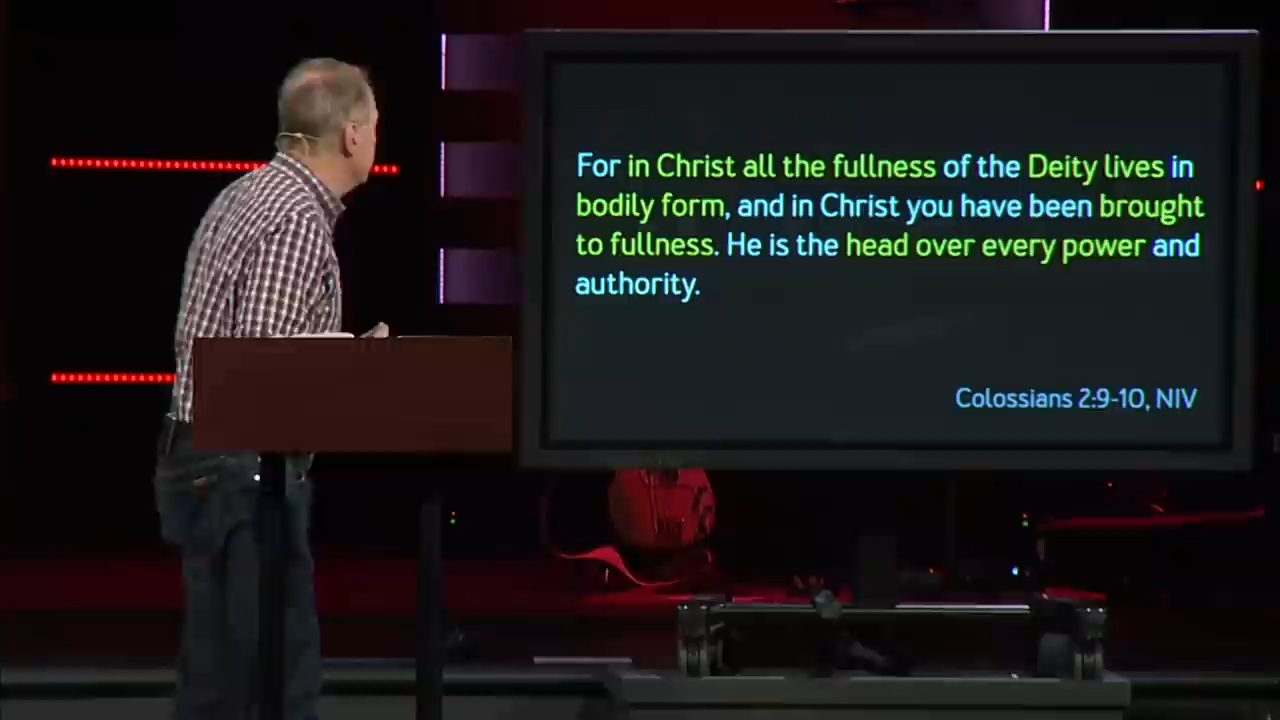 For in Christ all the fullness of the Deity lives in
bodily form, and in Christ you have been brought
to fullness. He is the head over every power and
authority.
Colossians 2:9-10, NIV